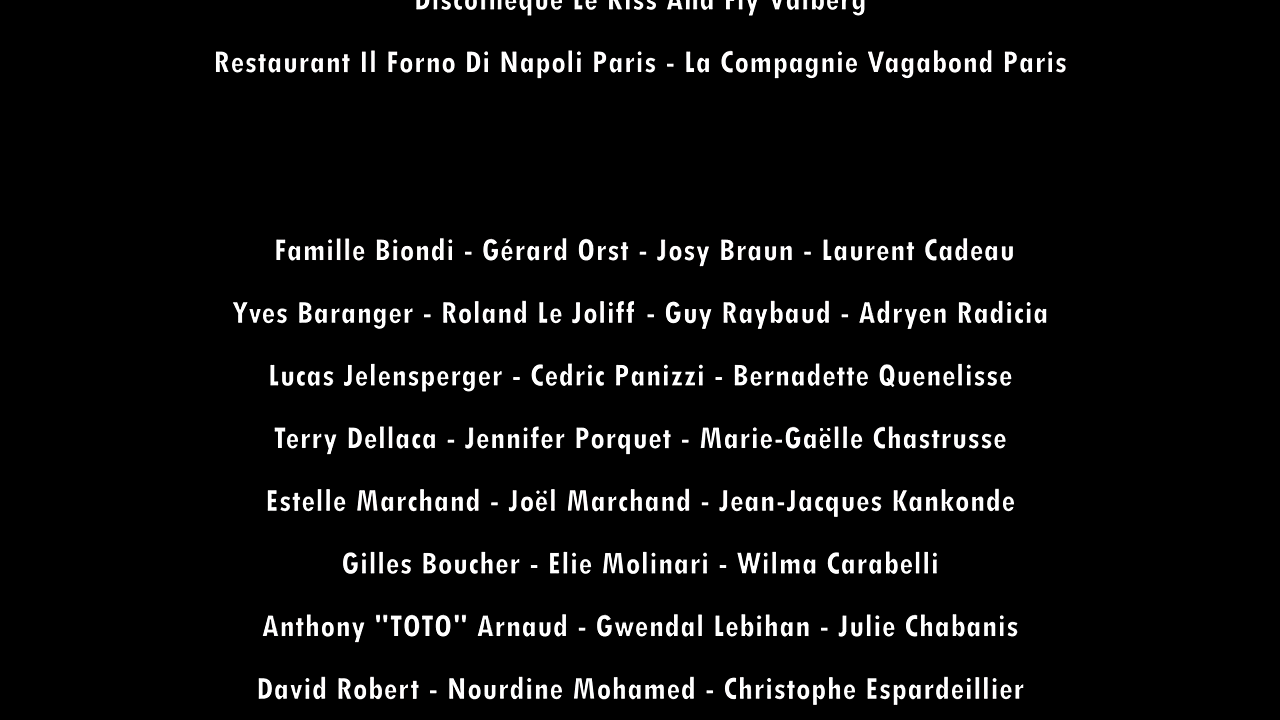 Discothèque Le Kiss And Fly Valberg
Restaurant Il Forno Di Napoli Paris - La Compagnie Vagabond Paris
Famille Biondi - Gérard Orst - Josy Braun - Laurent Cadeau
Yves Baranger - Roland Le Joliff - Guy Raybaud - Adryen Radicia
Lucas Jelensperger - Cedric Panizzi - Bernadette Quenelisse
Terry Dellaca - Jennifer Porquet - Marie-Gaëlle Chastrusse
Estelle Marchand - Joël Marchand - Jean-Jacques Kankonde
Gilles Boucher - Elie Molinari - Wilma Carabelli
Anthony "TOTO" Arnaud - Gwendal Lebihan - Julie Chabanis
David Robert - Nourdine Mohamed - Christophe Espardeillier